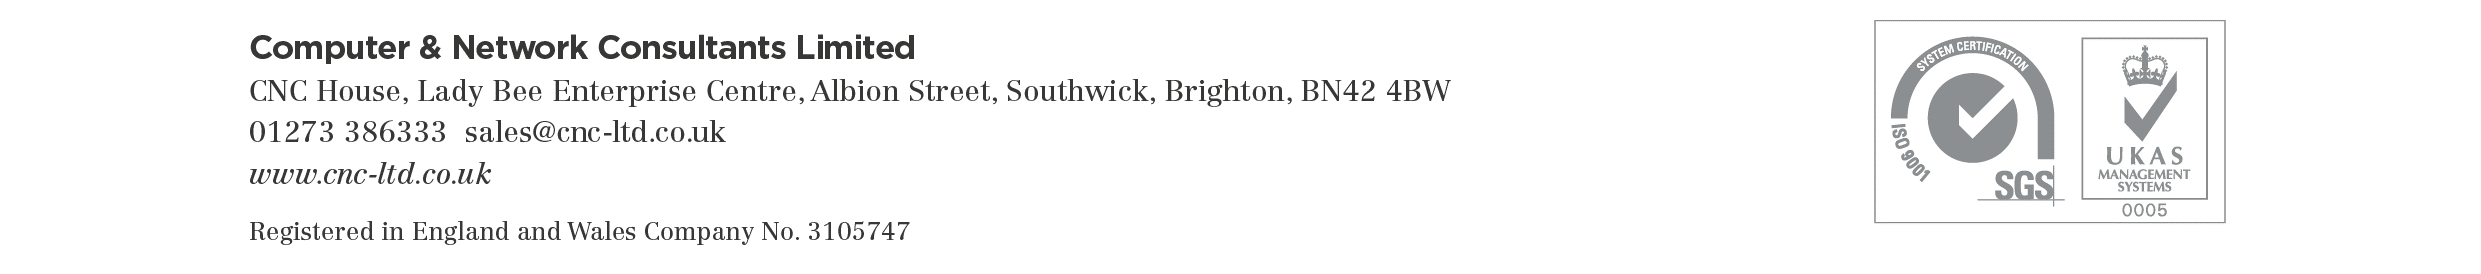 Computer & Network Consultants Limited
CNC House, Lady Bee Enterprise Centre, Albion Street, Southwick, Brighton, BN42 4BW
01273 386333 sales@cnc-ltd.co.uk
www.cnc-ltd.co.uk
Registered in England and Wales Company No. 3105747
SYSTEM CERTIFICATION
ISO 9001
SGS
UKAS
MANAGEMENT
SYSTEMS
0005